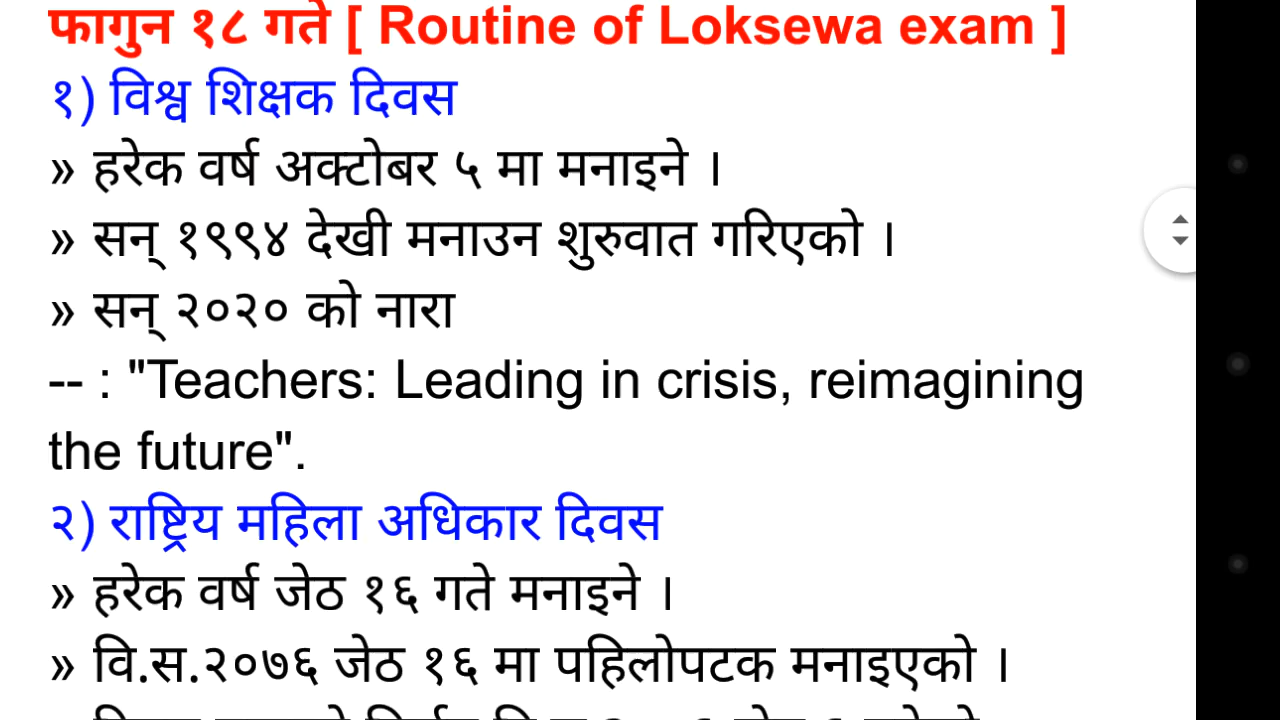 फागुन १८ गते [ Routine of Loksewa exam ]
१) विश्व शिक्षक दिवस
» हरेक वर्ष अक्टोबर ५ मा मनाइने ।
» सन् १९९४ देखी मनाउन शुरुवात गरिएको ।
» सन् २०२० को नारा
-- : "Teachers: Leading in crisis, reimagining
the future".
२) राष्ट्रिय महिला अधिकार दिवस
» हरेक वर्ष जेठ १६ गते मनाइने ।
» वि.स.२०७६ जेठ १६ मा पहिलोपटक मनाइएको ।